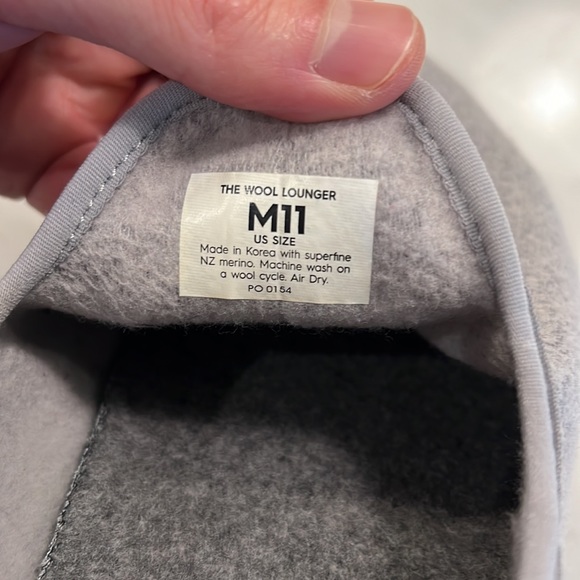 THE WOOL LOUNGER
M11
US SIZE
Made in Korea with superfine
NZ merino. Machine wash on
a wool cycle. Air Dry.
PO 0154